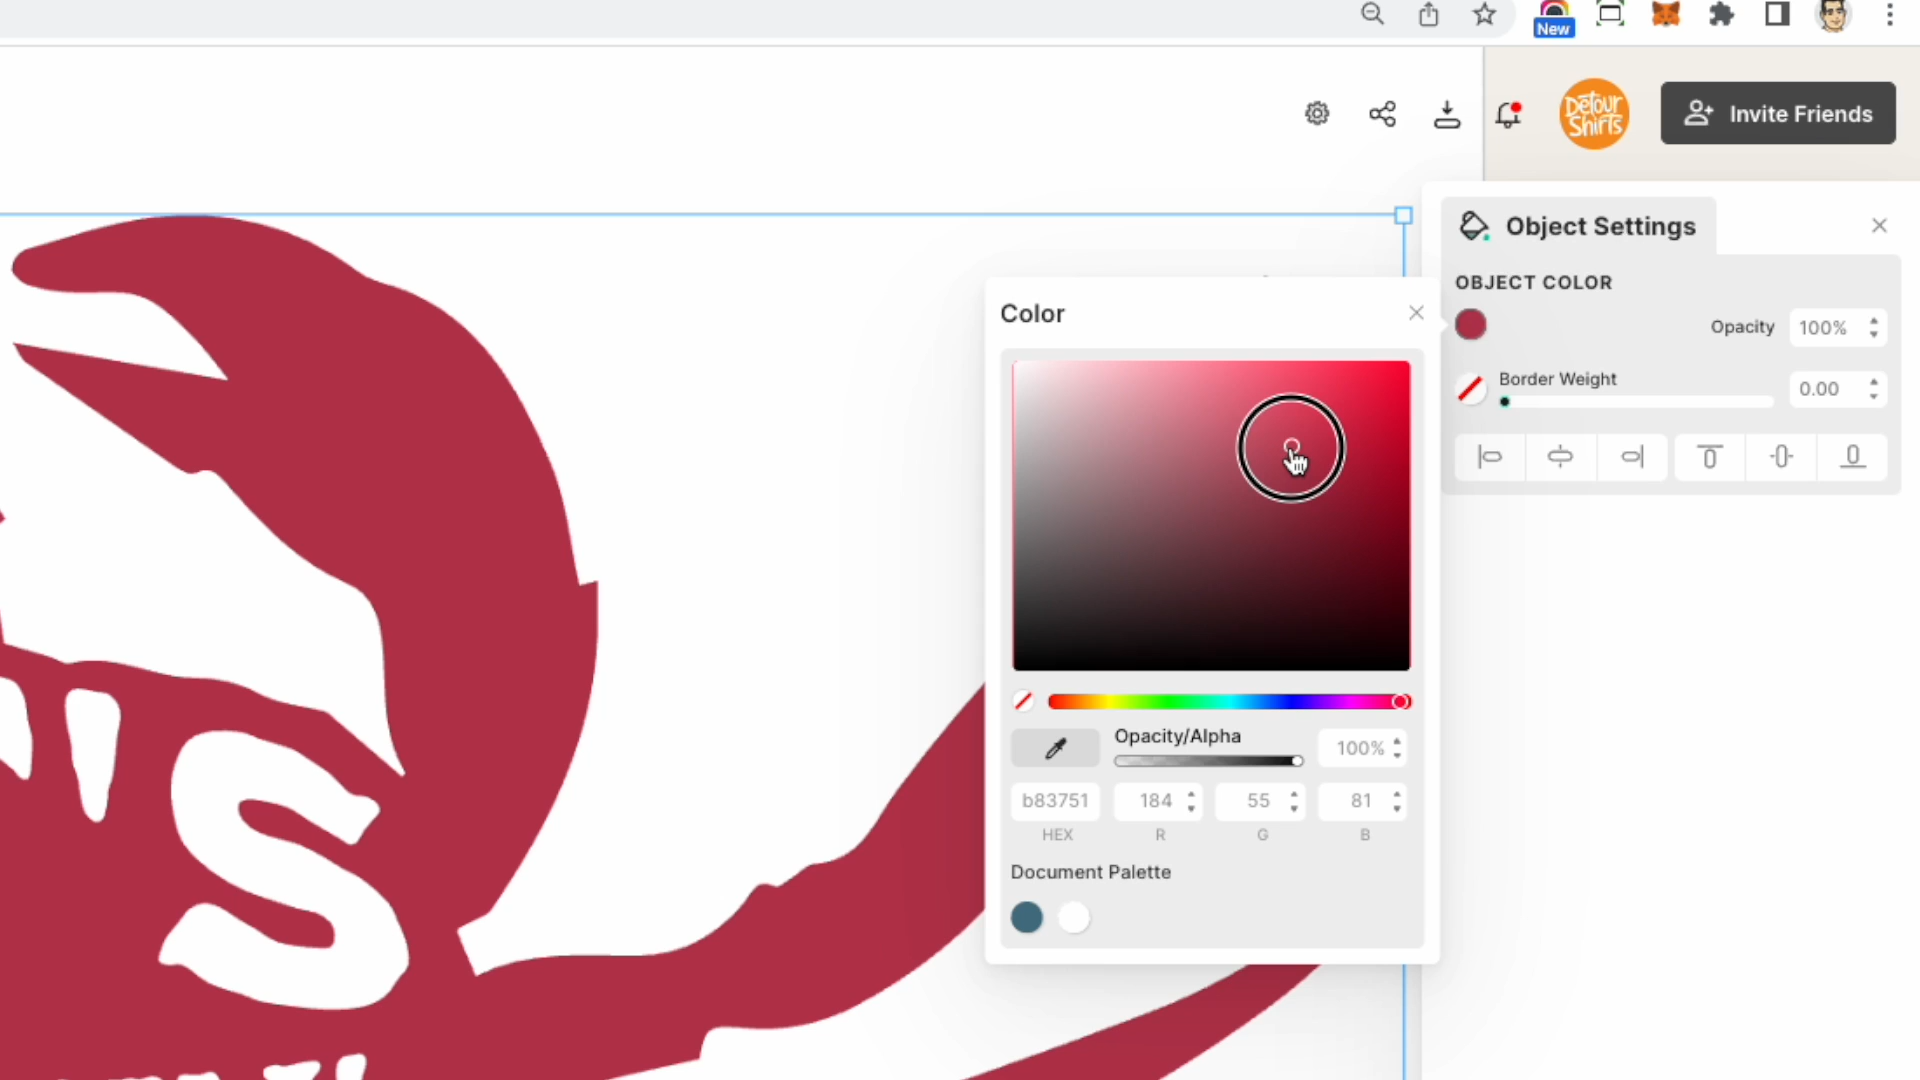 New
Detour
Shirts
Invite Friends
Object Settings
OBJECT COLOR
Opacity 100%
Border Weight 0.00
Color
Opacity/Alpha
100%
b83751 184 55 81
HEX R G B
Document Palette
'S